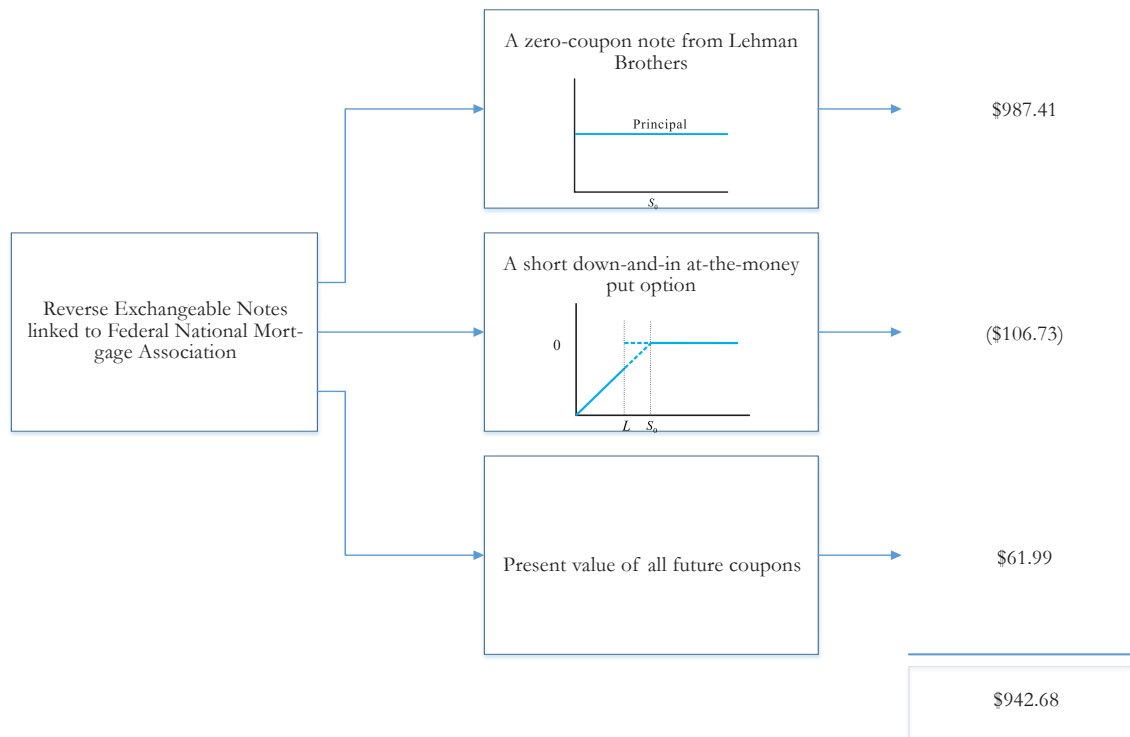 A zero-coupon note from Lehman
Brothers
Principal
S₀
$987.41
Reverse Exchangeable Notes
linked to Federal National Mort-
gage Association
A short down-and-in at-the-money
put option
0
L S₀
($106.73)
Present value of all future coupons
$61.99
$942.68